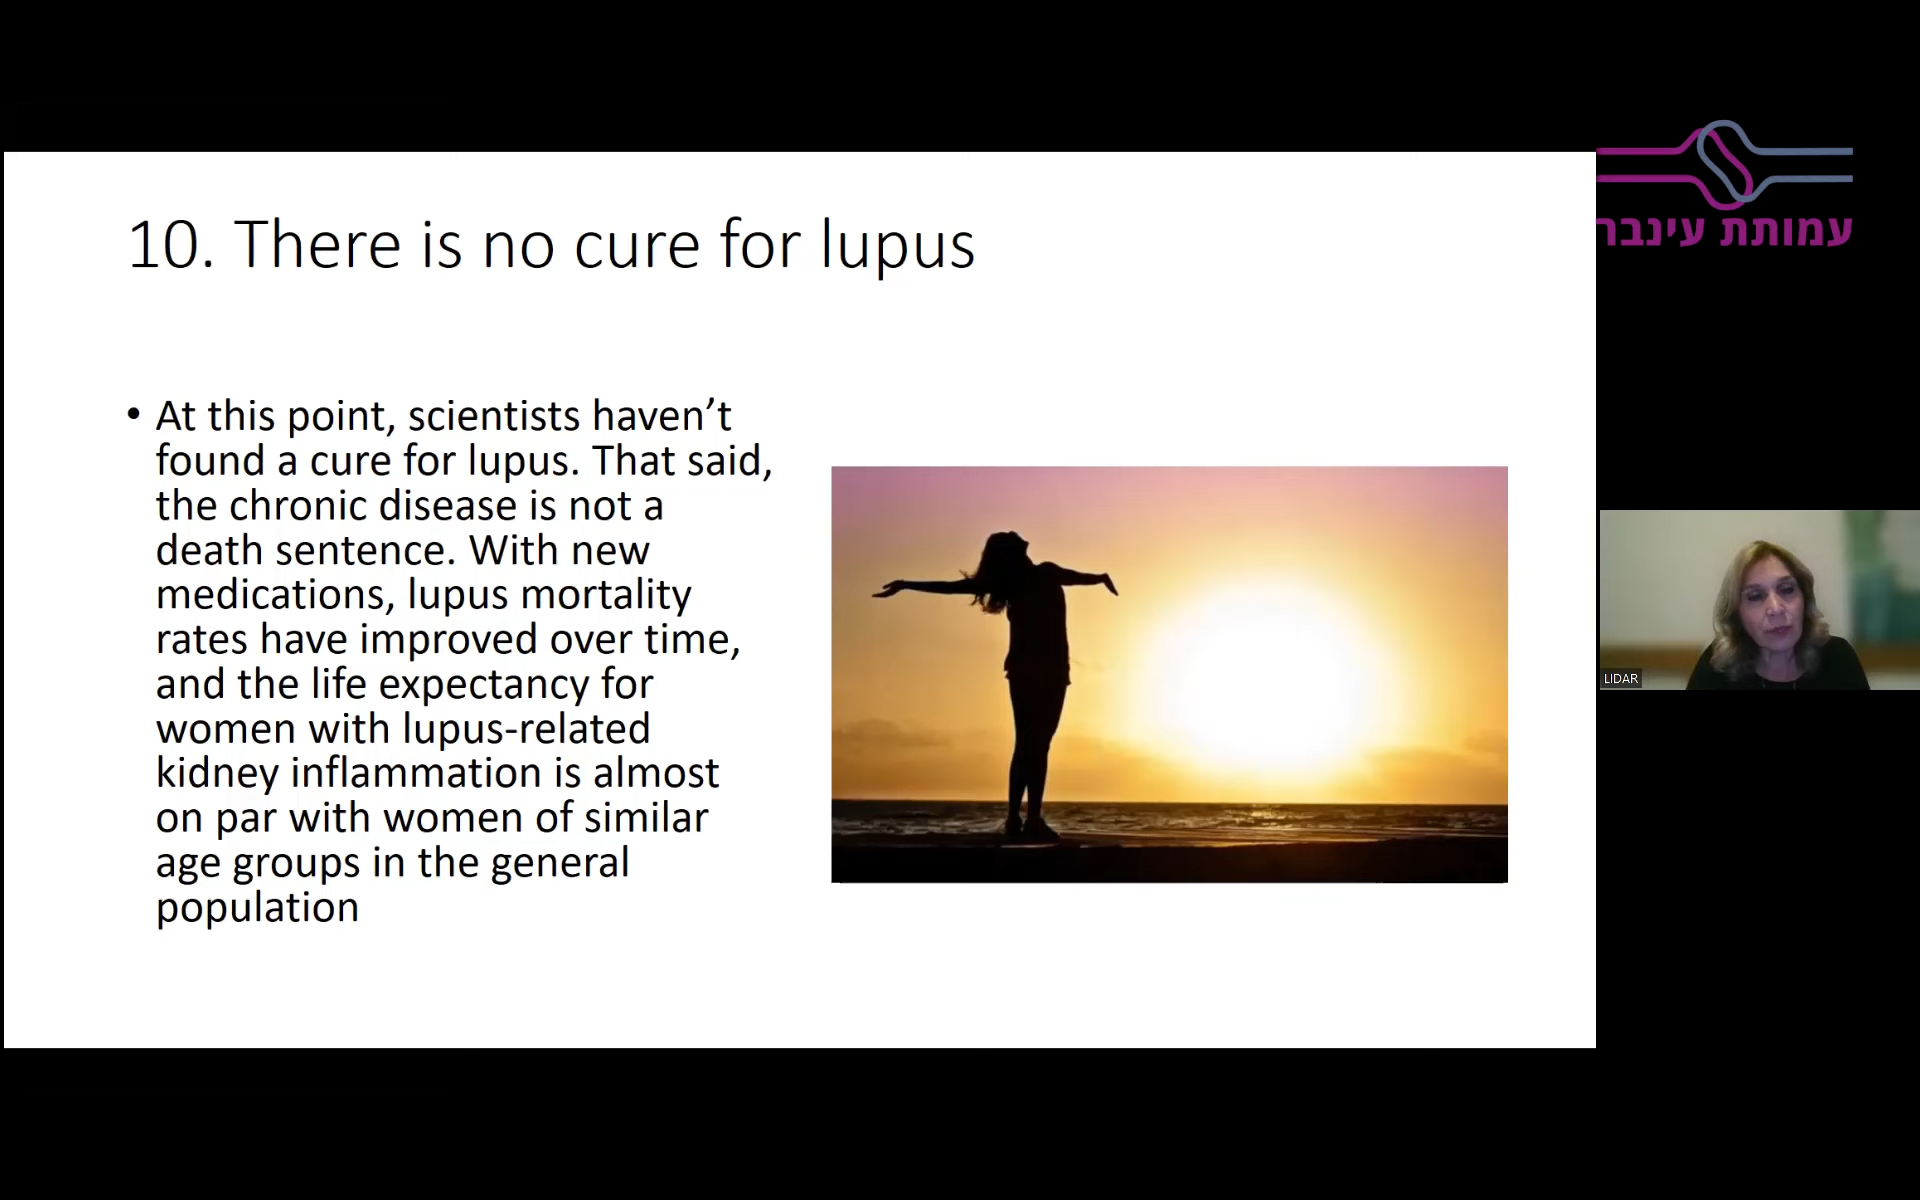 10. There is no cure for lupus
• At this point, scientists haven’t
found a cure for lupus. That said,
the chronic disease is not a
death sentence. With new
medications, lupus mortality
rates have improved over time,
and the life expectancy for
women with lupus-related
kidney inflammation is almost
on par with women of similar
age groups in the general
population
עמותת עינבר
LIDAR